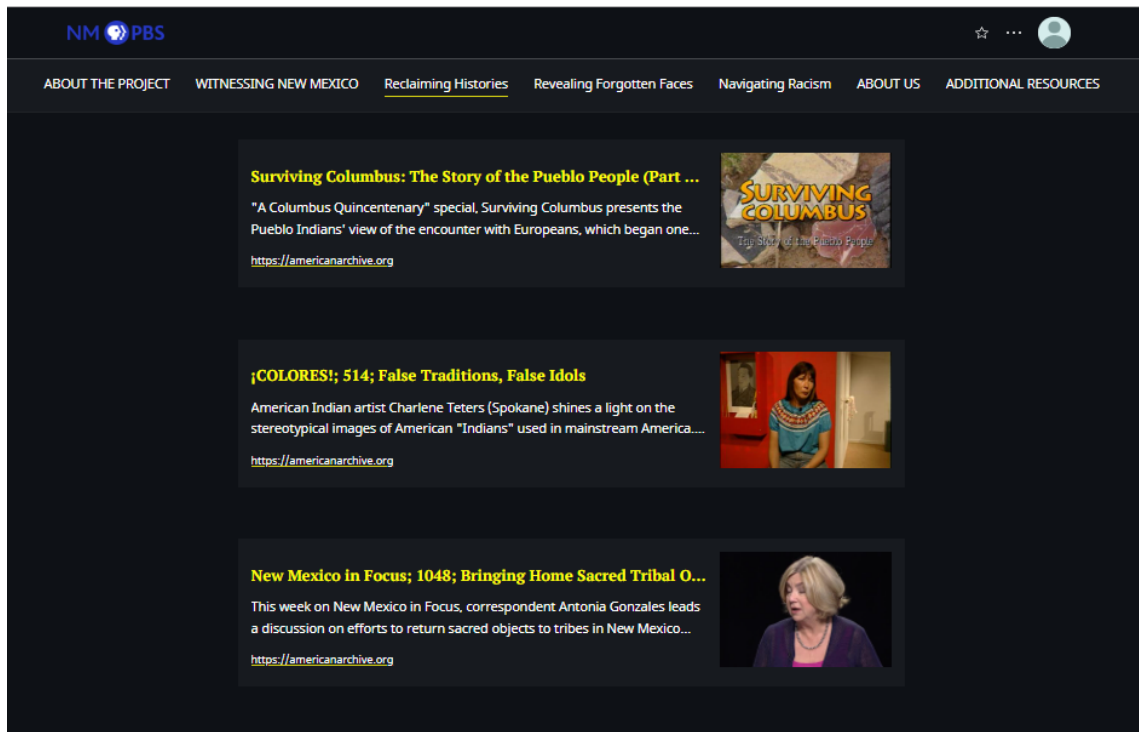 NM PBS
ABOUT THE PROJECT WITNESSING NEW MEXICO Reclaiming Histories Revealing Forgotten Faces Navigating Racism ABOUT US ADDITIONAL RESOURCES
Surviving Columbus: The Story of the Pueblo People (Part ...
"A Columbus Quincentenary" special, Surviving Columbus presents the
Pueblo Indians' view of the encounter with Europeans, which began one...
https://americanarchive.org
SURVIVING
COLUMBUS
The Story of the Pueblo People
¡COLORES!; 514; False Traditions, False Idols
American Indian artist Charlene Teters (Spokane) shines a light on the
stereotypical images of American "Indians" used in mainstream America....
https://americanarchive.org
New Mexico in Focus; 1048; Bringing Home Sacred Tribal O...
This week on New Mexico in Focus, correspondent Antonia Gonzales leads
a discussion on efforts to return sacred objects to tribes in New Mexico...
https://americanarchive.org